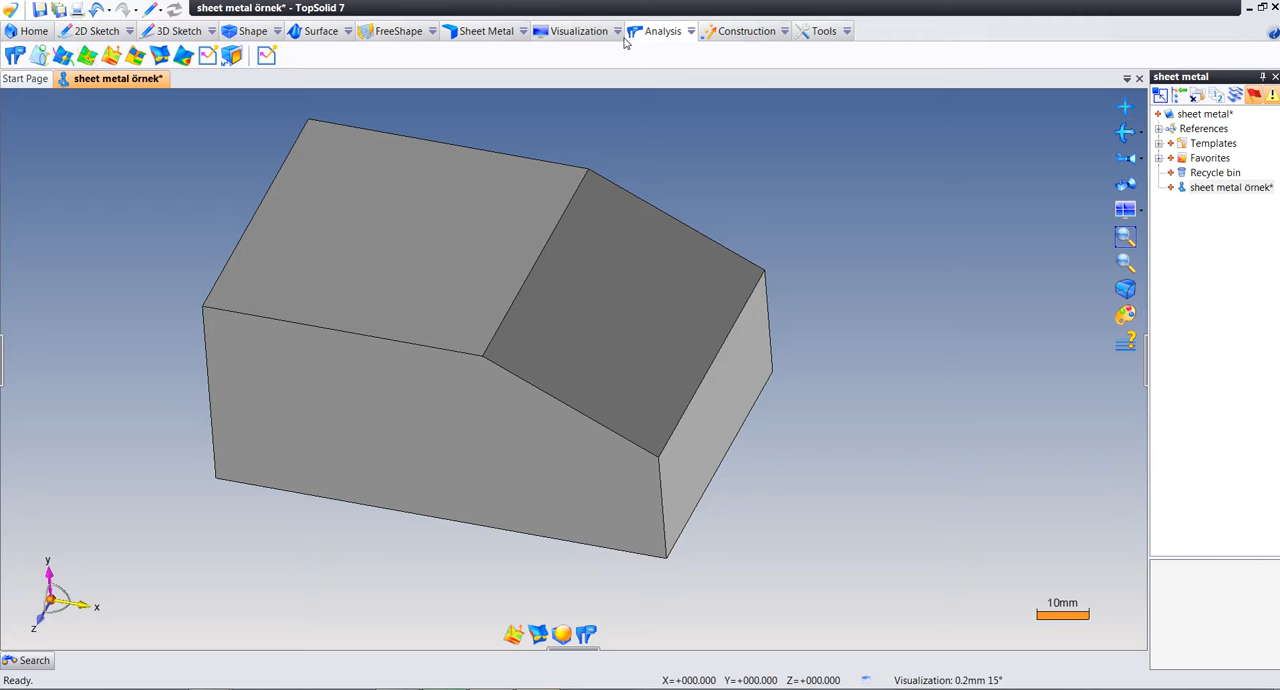 sheet metal örnek* - TopSolid 7
Home 2D Sketch 3D Sketch Shape Surface FreeShape Sheet Metal Visualization Analysis Construction Tools
Start Page sheet metal örnek*
sheet metal
sheet metal*
References
Templates
Favorites
Recycle bin
sheet metal örnek*
y
x
z
10mm
Search
Ready. X=+000.000 Y=+000.000 Z=+000.000 Visualization: 0.2mm 15°